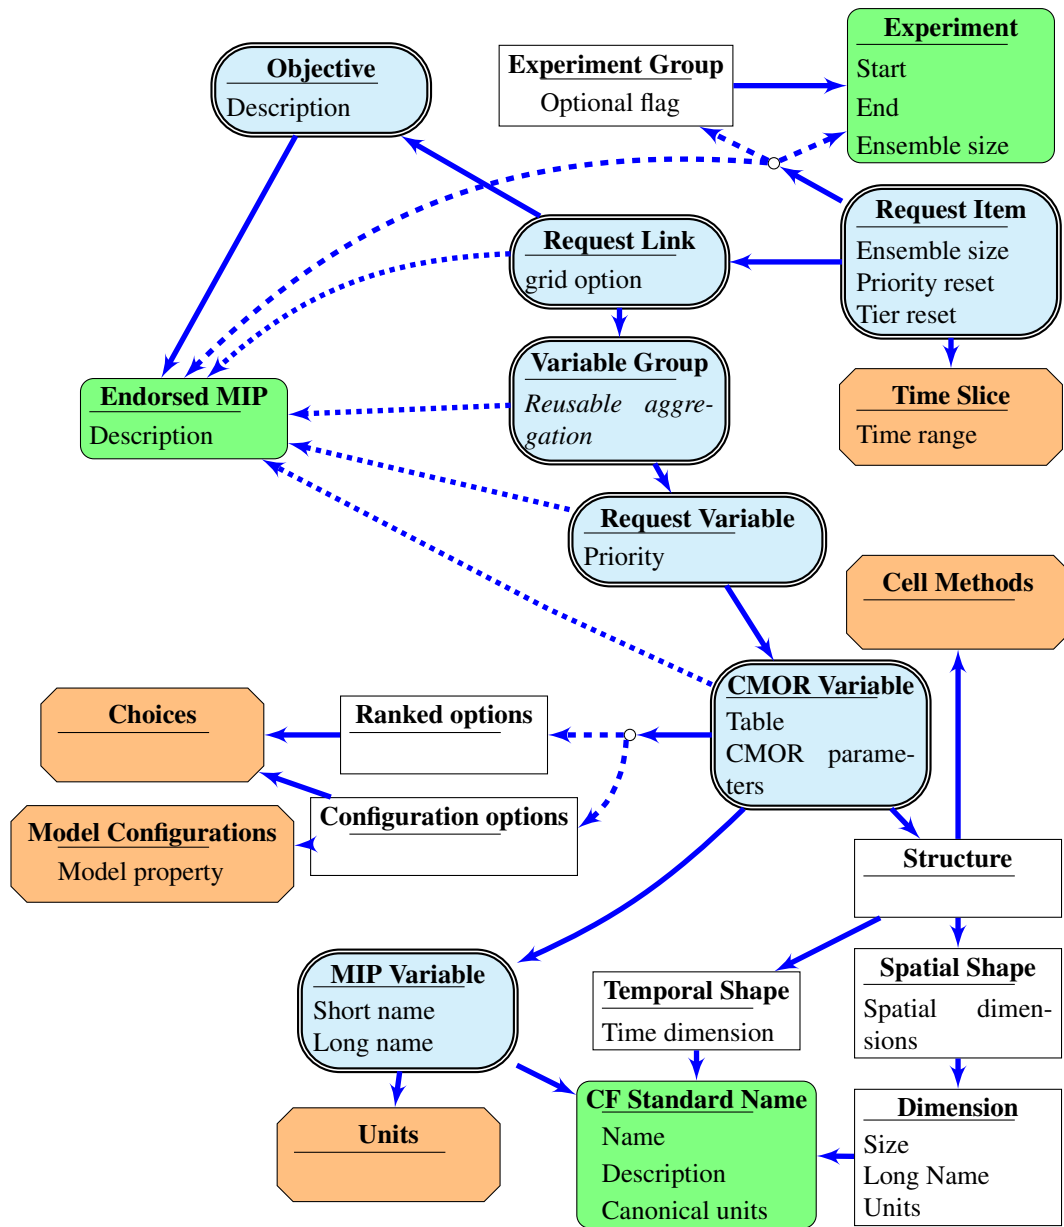 Experiment
Start
End
Ensemble size
Experiment Group
Optional flag
Objective
Description
Request Item
Ensemble size
Priority reset
Tier reset
Request Link
grid option
Variable Group
Reusable aggre-
gation
Endorsed MIP
Description
Time Slice
Time range
Request Variable
Priority
Cell Methods
CMOR Variable
Table
CMOR parame-
ters
Choices
Ranked options
Configuration options
Model Configurations
Model property
Structure
MIP Variable
Short name
Long name
Temporal Shape
Time dimension
Spatial Shape
Spatial dimen-
sions
Units
CF Standard Name
Name
Description
Canonical units
Dimension
Size
Long Name
Units